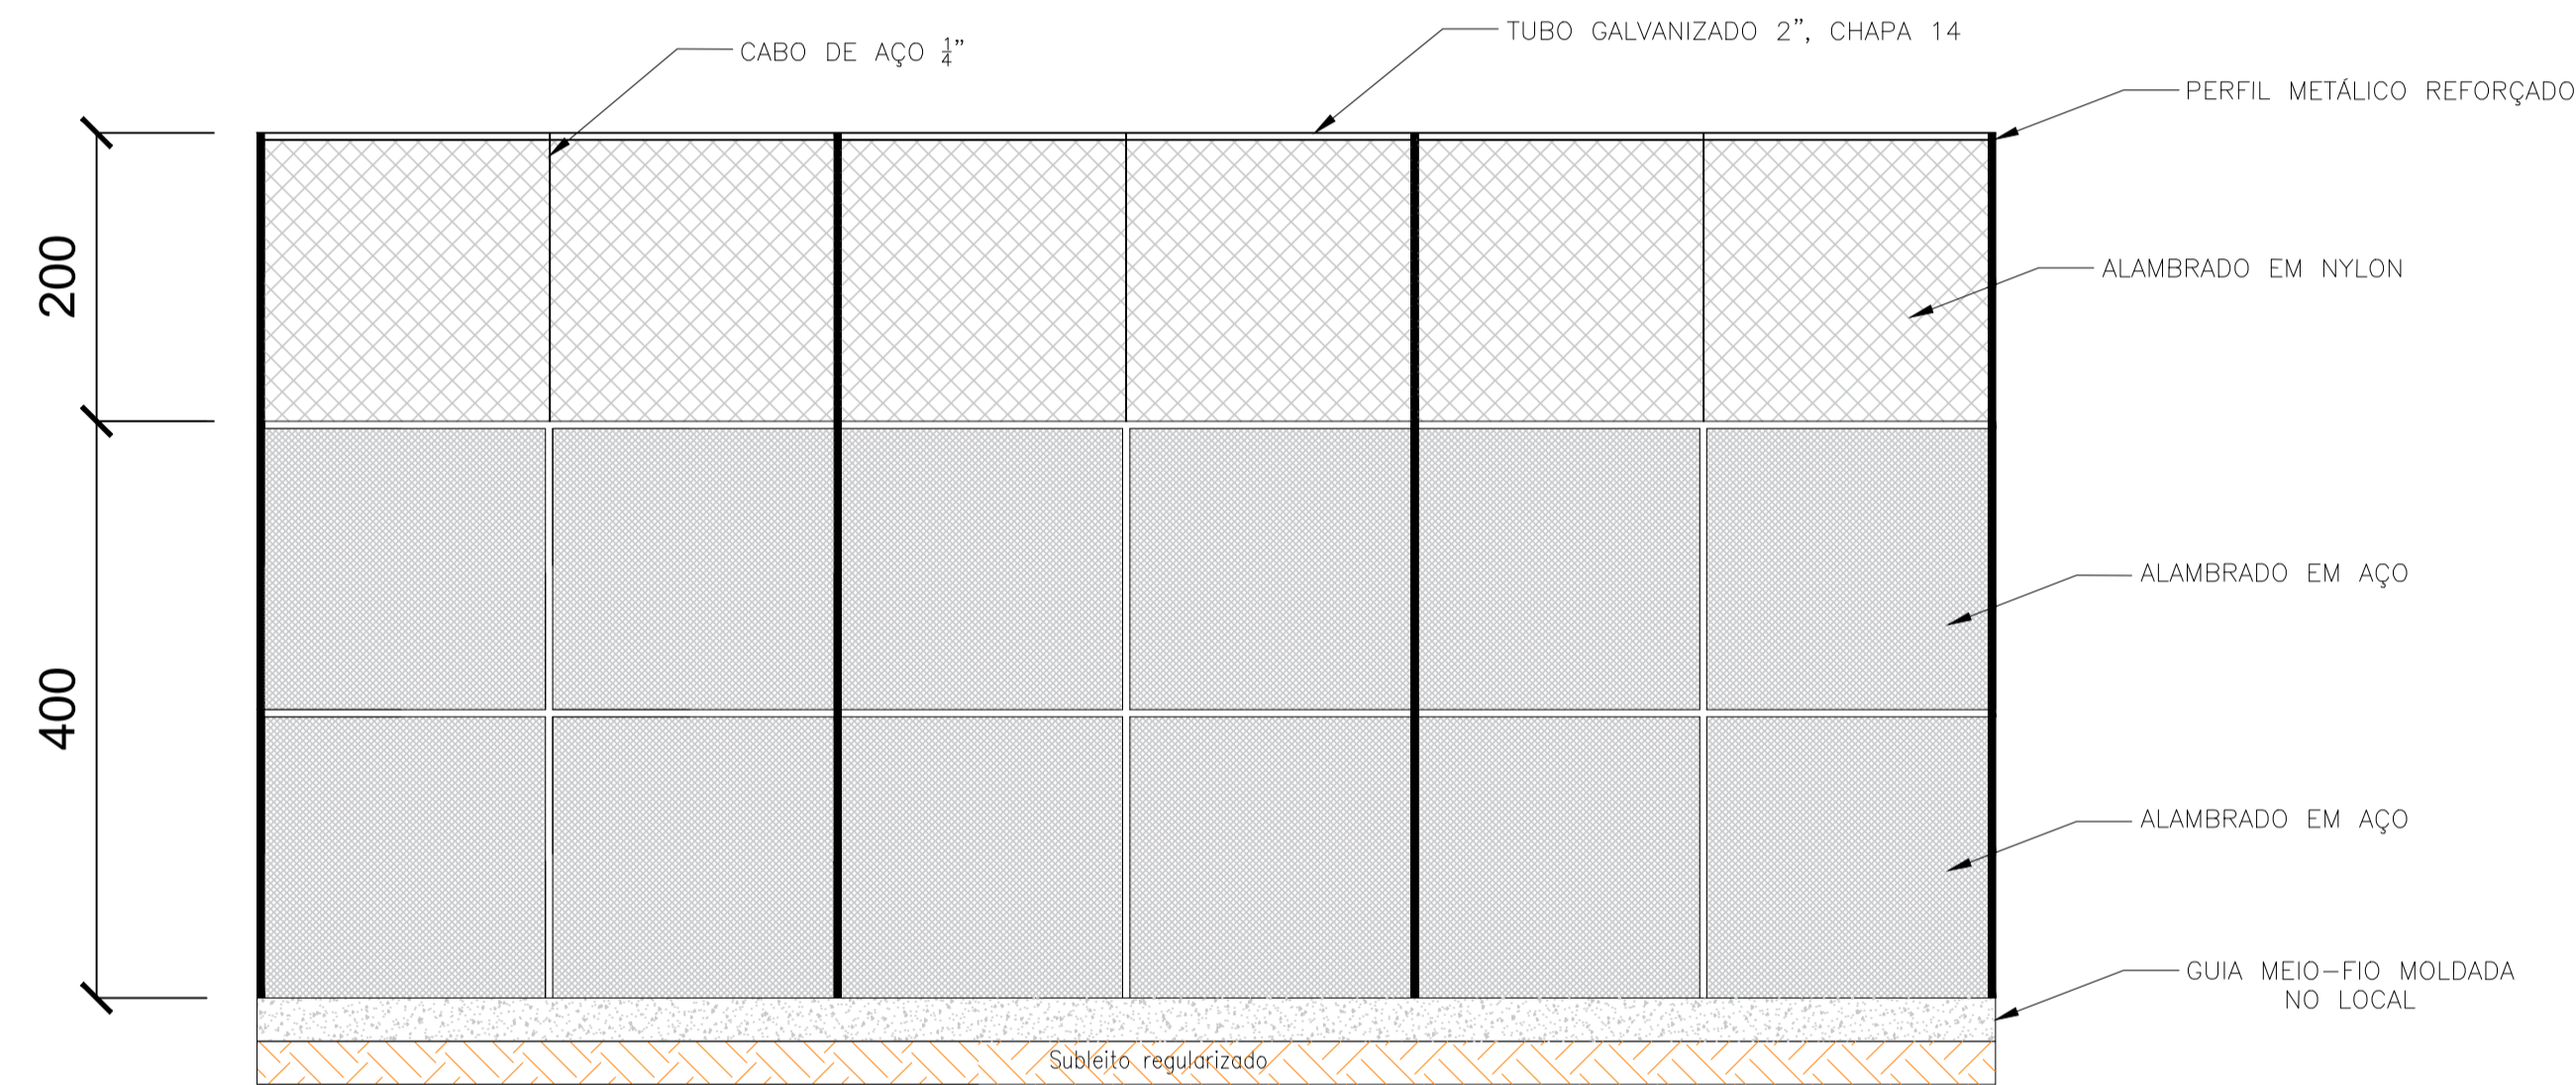 TUBO GALVANIZADO 2”, CHAPA 14
CABO DE AÇO 1/4”
PERFIL METÁLICO REFORÇADO
200
ALAMBRADO EM NYLON
ALAMBRADO EM AÇO
400
ALAMBRADO EM AÇO
GUIA MEIO-FIO MOLDADA
NO LOCAL
Subleito regularizado